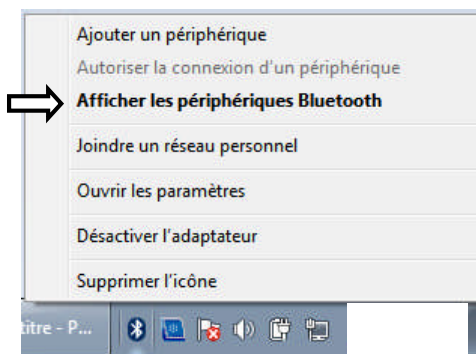 Ajouter un périphérique
Autoriser la connexion d'un périphérique
Afficher les périphériques Bluetooth
Joindre un réseau personnel
Ouvrir les paramètres
Désactiver l'adaptateur
Supprimer l'icône
titre - P...